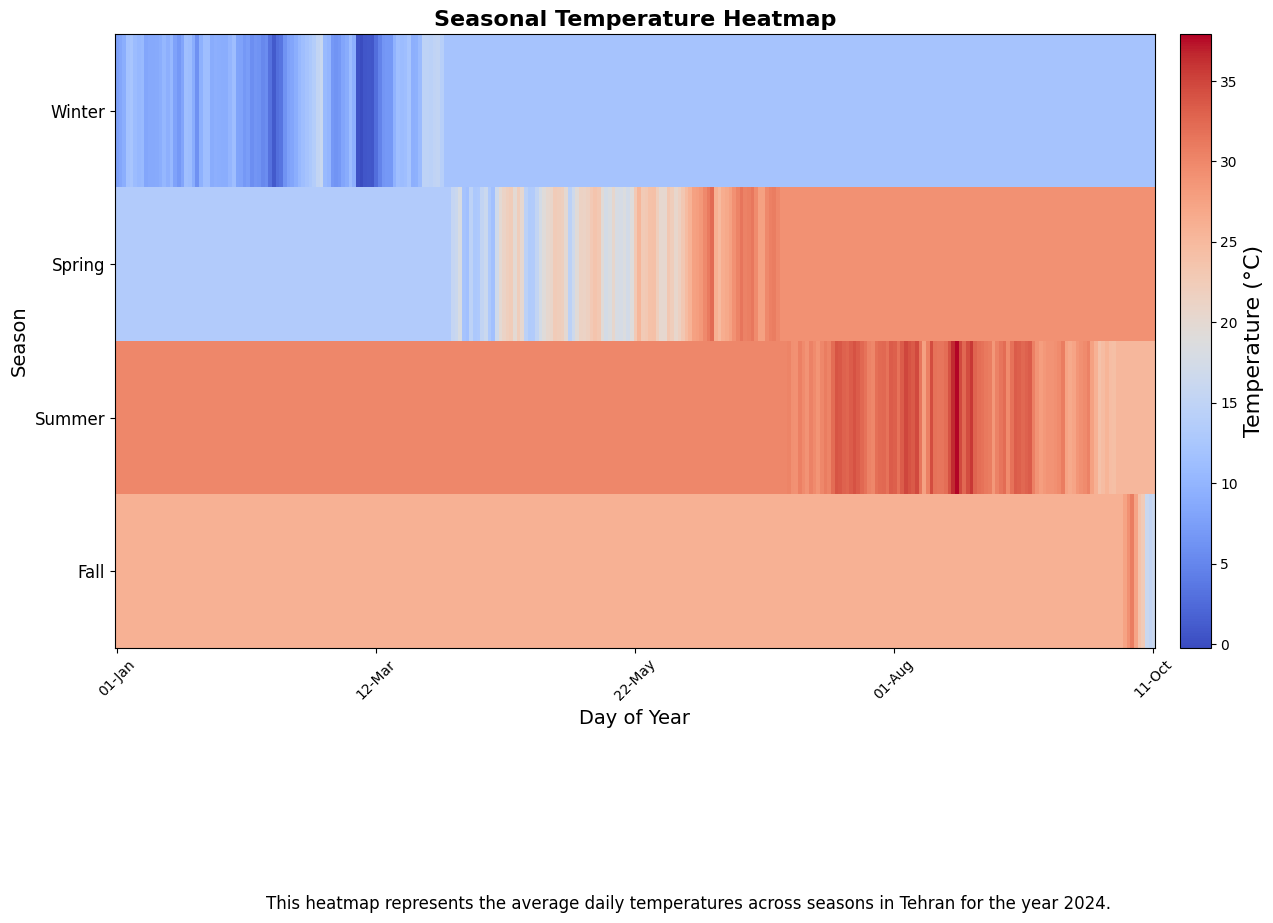 Seasonal Temperature Heatmap
Season
Winter
Spring
Summer
Fall
01-Jan
12-Mar
22-May
01-Aug
11-Oct
Day of Year
35
30
25
20
15
10
5
0
Temperature (°C)
This heatmap represents the average daily temperatures across seasons in Tehran for the year 2024.